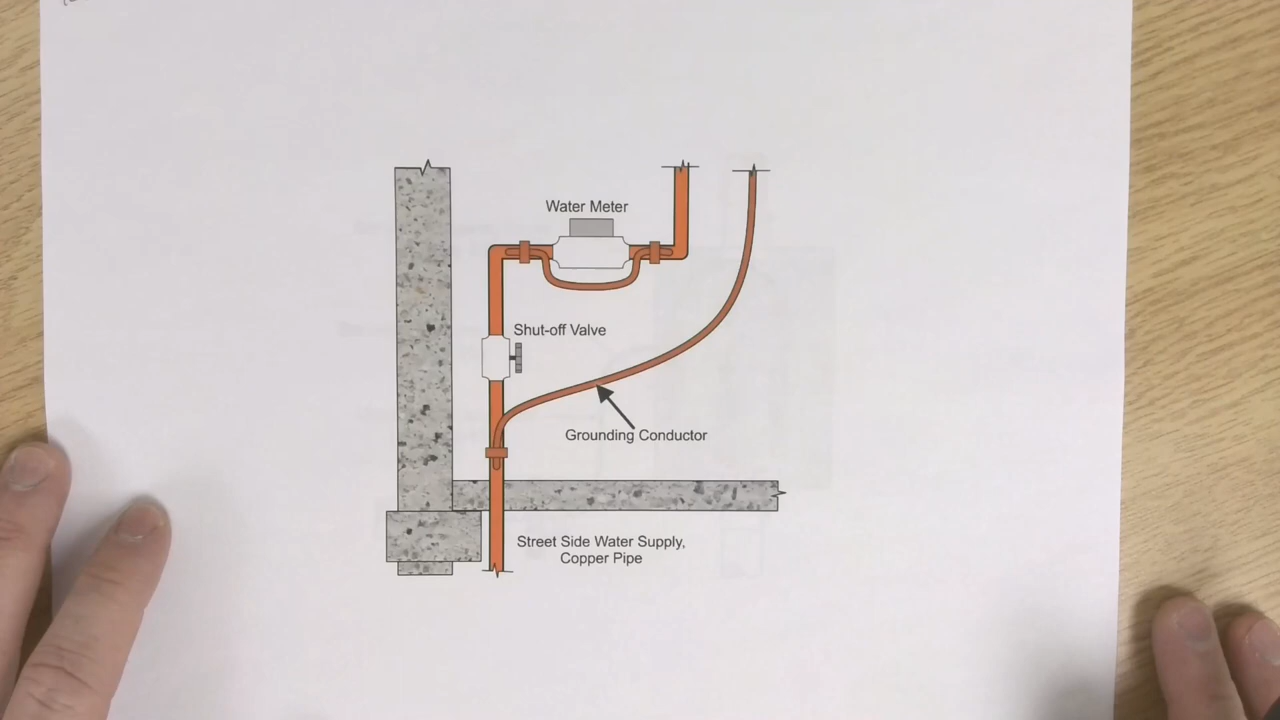 Water Meter
Shut-off Valve
Grounding Conductor
Street Side Water Supply,
Copper Pipe